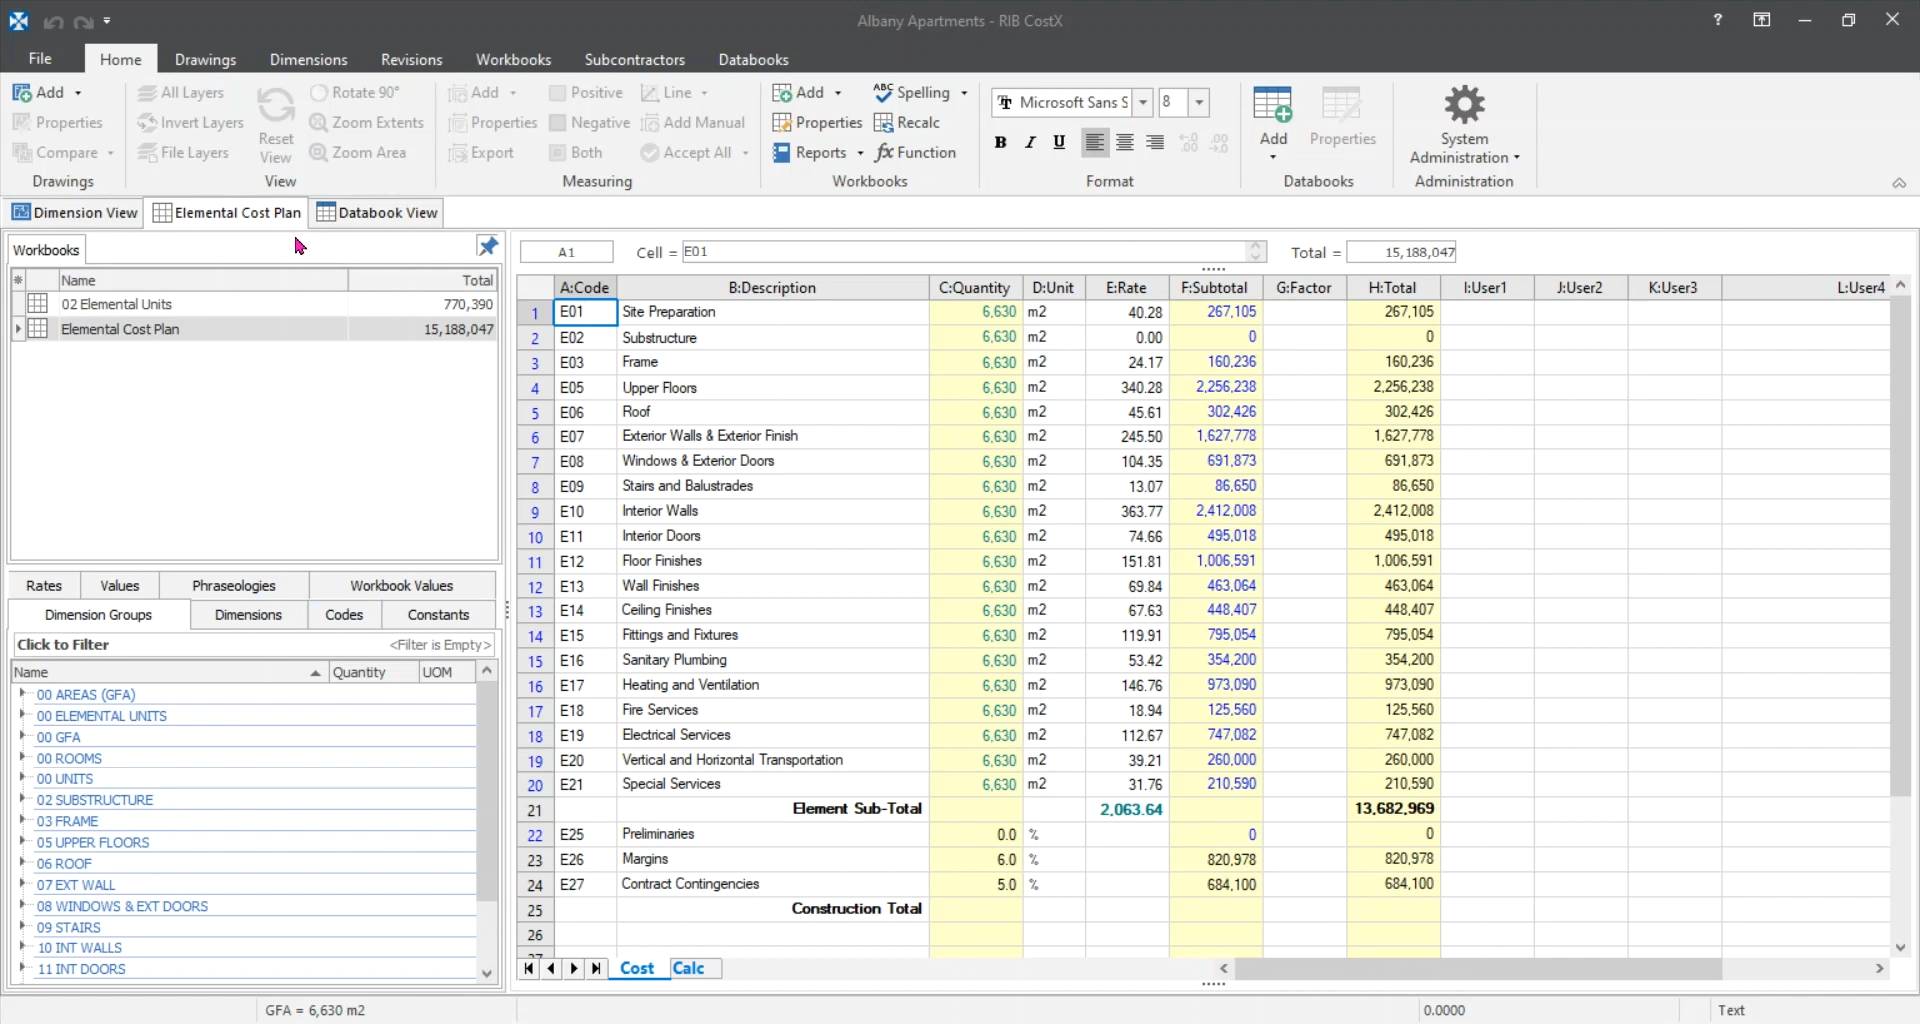 Albany Apartments - RIB CostX
?
File Home Drawings Dimensions Revisions Workbooks Subcontractors Databooks
Add All Layers Rotate 90° Add Positive Line Add Spelling Microsoft Sans S 8
Properties Invert Layers Zoom Extents Properties Negative Add Manual Properties Recalc
Compare File Layers Reset View Zoom Area Export Both Accept All Reports fx Function B I U Add Properties System Administration
Drawings View Measuring Workbooks Format Databooks Administration
Dimension View Elemental Cost Plan Databook View
Workbooks
Name Total
02 Elemental Units 770,390
Elemental Cost Plan 15,188,047
Rates Values Phraseologies Workbook Values
Dimension Groups Dimensions Codes Constants
Click to Filter <Filter is Empty>
Name Quantity UOM
00 AREAS (GFA)
00 ELEMENTAL UNITS
00 GFA
00 ROOMS
00 UNITS
02 SUBSTRUCTURE
03 FRAME
05 UPPER FLOORS
06 ROOF
07 EXT WALL
08 WINDOWS & EXT DOORS
09 STAIRS
10 INT WALLS
11 INT DOORS
A1 Cell = E01 Total = 15,188,047
A:Code B:Description C:Quantity D:Unit E:Rate F:Subtotal G:Factor H:Total I:User1 J:User2 K:User3 L:User4
1 E01 Site Preparation 6,630 m2 40.28 267,105 267,105
2 E02 Substructure 6,630 m2 0.00 0 0
3 E03 Frame 6,630 m2 24.17 160,236 160,236
4 E05 Upper Floors 6,630 m2 340.28 2,256,238 2,256,238
5 E06 Roof 6,630 m2 45.61 302,426 302,426
6 E07 Exterior Walls & Exterior Finish 6,630 m2 245.50 1,627,778 1,627,778
7 E08 Windows & Exterior Doors 6,630 m2 104.35 691,873 691,873
8 E09 Stairs and Balustrades 6,630 m2 13.07 86,650 86,650
9 E10 Interior Walls 6,630 m2 363.77 2,412,008 2,412,008
10 E11 Interior Doors 6,630 m2 74.66 495,018 495,018
11 E12 Floor Finishes 6,630 m2 151.81 1,006,591 1,006,591
12 E13 Wall Finishes 6,630 m2 69.84 463,064 463,064
13 E14 Ceiling Finishes 6,630 m2 67.63 448,407 448,407
14 E15 Fittings and Fixtures 6,630 m2 119.91 795,054 795,054
15 E16 Sanitary Plumbing 6,630 m2 53.42 354,200 354,200
16 E17 Heating and Ventilation 6,630 m2 146.76 973,090 973,090
17 E18 Fire Services 6,630 m2 18.94 125,560 125,560
18 E19 Electrical Services 6,630 m2 112.67 747,082 747,082
19 E20 Vertical and Horizontal Transportation 6,630 m2 39.21 260,000 260,000
20 E21 Special Services 6,630 m2 31.76 210,590 210,590
21 Element Sub-Total 2,063.64 13,682,969
22 E25 Preliminaries 0.0 % 0 0
23 E26 Margins 6.0 % 820,978 820,978
24 E27 Contract Contingencies 5.0 % 684,100 684,100
25 Construction Total
26
Cost Calc
GFA = 6,630 m2 0.0000 Text